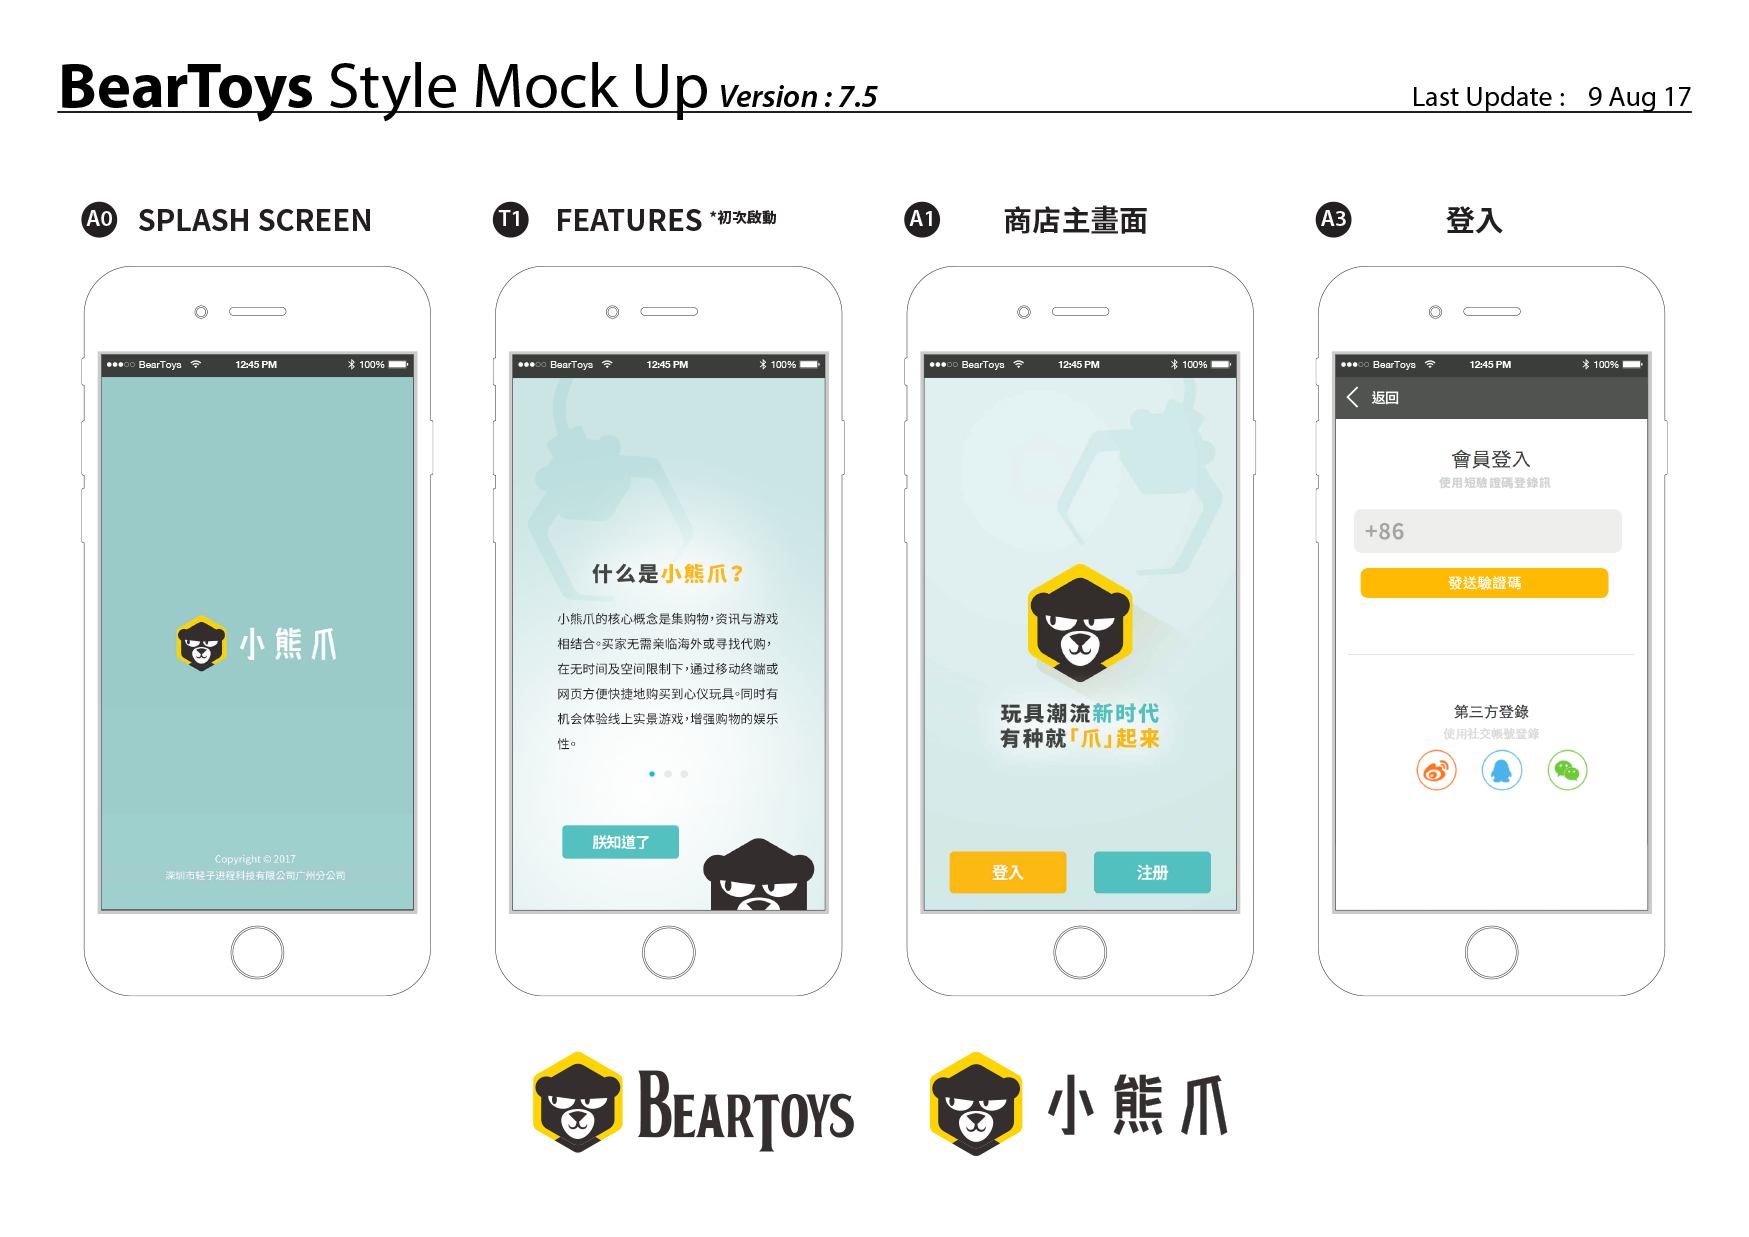 BearToys Style Mock Up Version : 7.5
Last Update : 9 Aug 17
A0 SPLASH SCREEN
T1 FEATURES *初次啟動
A1 商店主畫面
A3 登入
BearToys 12:45 PM 100%
小熊爪
Copyright © 2017
深圳市轻子进程科技有限公司广州分公司
BearToys 12:45 PM 100%
什么是小熊爪？
小熊爪的核心概念是集购物，资讯与游戏
相结合。买家无需亲临海外或寻找代购，
在无时间及空间限制下，通过移动终端或
网页方便快捷地购买到心仪玩具。同时有
机会体验线上实景游戏，增强购物的娱乐
性。
朕知道了
BearToys 12:45 PM 100%
玩具潮流新时代
有种就「爪」起来
登入
注册
BearToys 12:45 PM 100%
返回
會員登入
使用短驗證碼登錄訊
+86
發送驗證碼
第三方登錄
使用社交帳號登錄
BEARTOYS
小熊爪